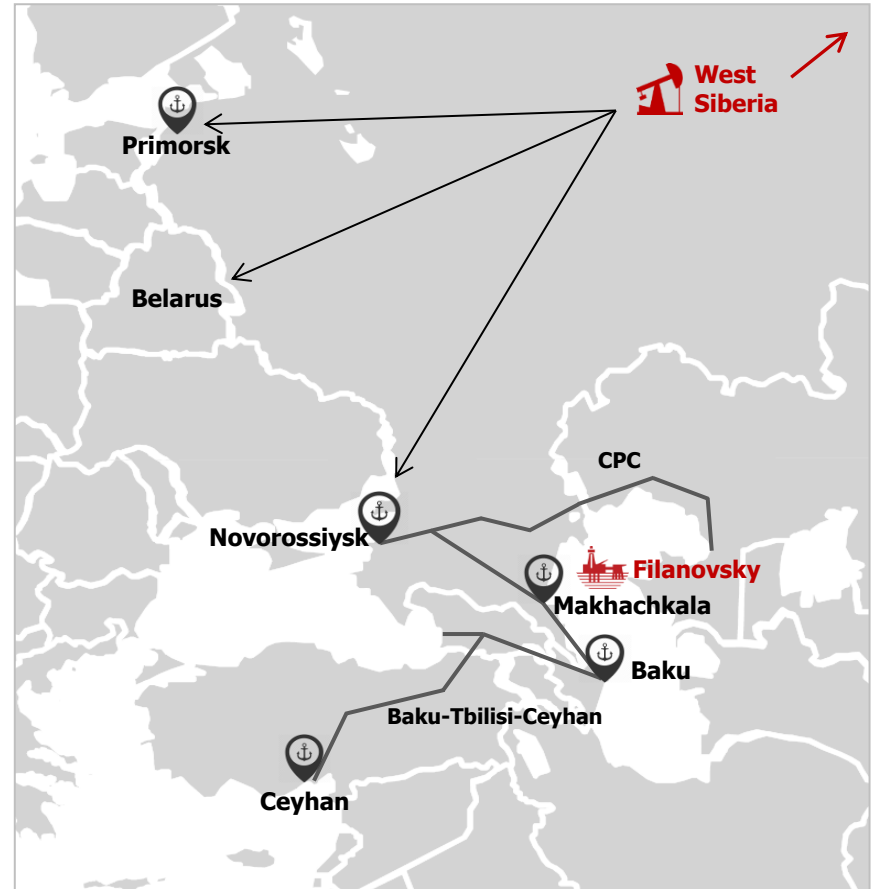 West
Siberia
Primorsk
Belarus
CPC
Novorossiysk
Filanovsky
Makhachkala
Baku
Baku-Tbilisi-Ceyhan
Ceyhan